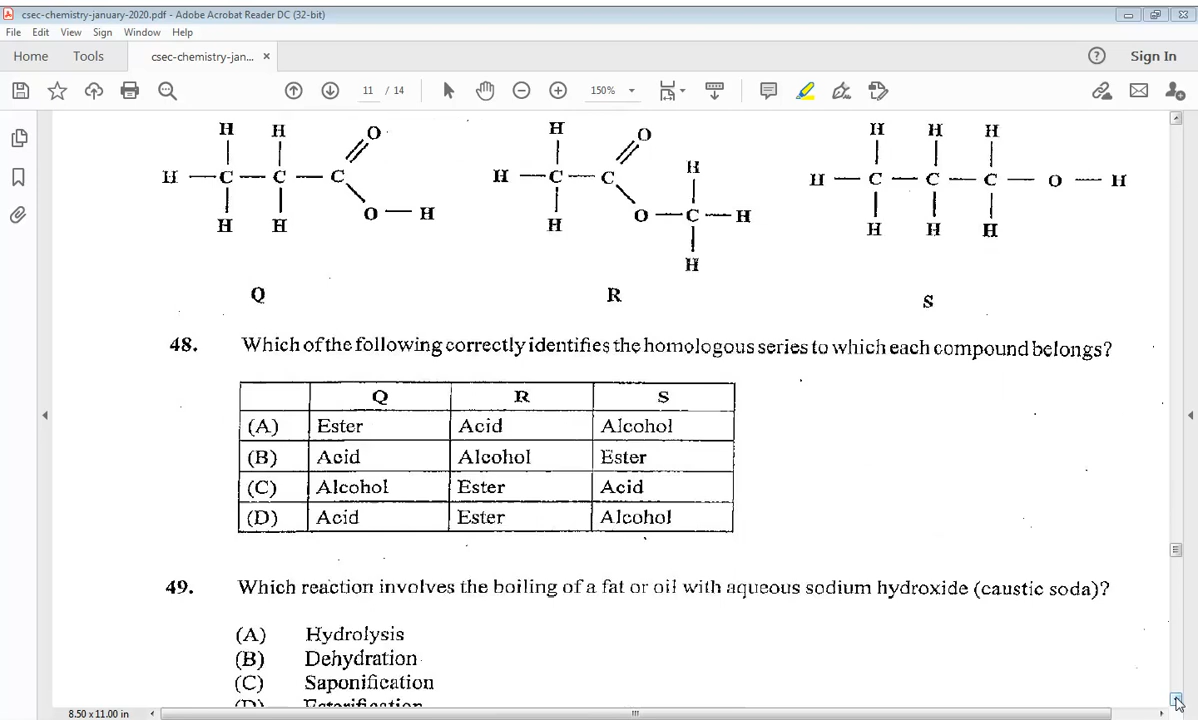 csec-chemistry-january-2020.pdf - Adobe Acrobat Reader DC (32-bit)
File Edit View Sign Window Help
Home Tools csec-chemistry-jan... × ? Sign In
11 / 14 150%
H H O H O H H H
H
H — C — C — C H — C — C H — C — C — C — O — H
O — H O — C — H
H H H H H H
H
Q R S
48. Which of the following correctly identifies the homologous series to which each compound belongs?
Q R S
(A) Ester Acid Alcohol
(B) Acid Alcohol Ester
(C) Alcohol Ester Acid
(D) Acid Ester Alcohol
49. Which reaction involves the boiling of a fat or oil with aqueous sodium hydroxide (caustic soda)?
(A) Hydrolysis
(B) Dehydration
(C) Saponification
(D) Esterification
8.50 x 11.00 in